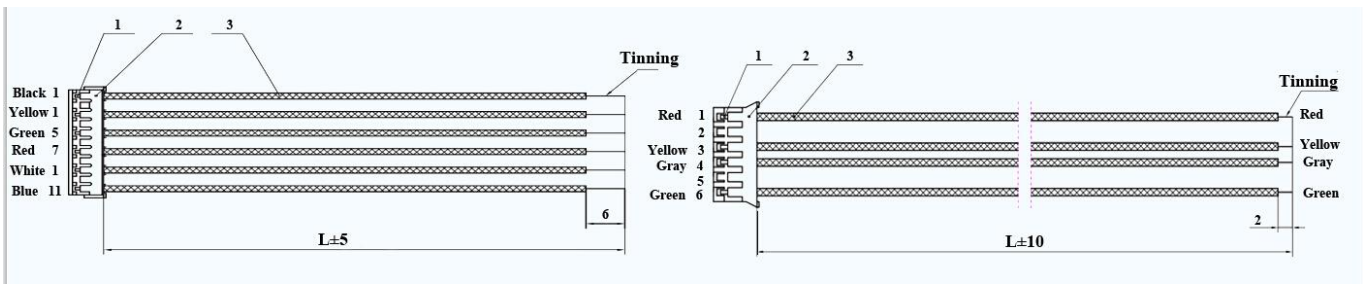 1 2 3
Tinning
Black 1
Yellow 1
Green 5
Red 7
White 1
Blue 11
6
L±5
1 2 3
Tinning
Red 1 Red
2
Yellow 3 Yellow
Gray 4 Gray
5
Green 6 Green
2
L±10